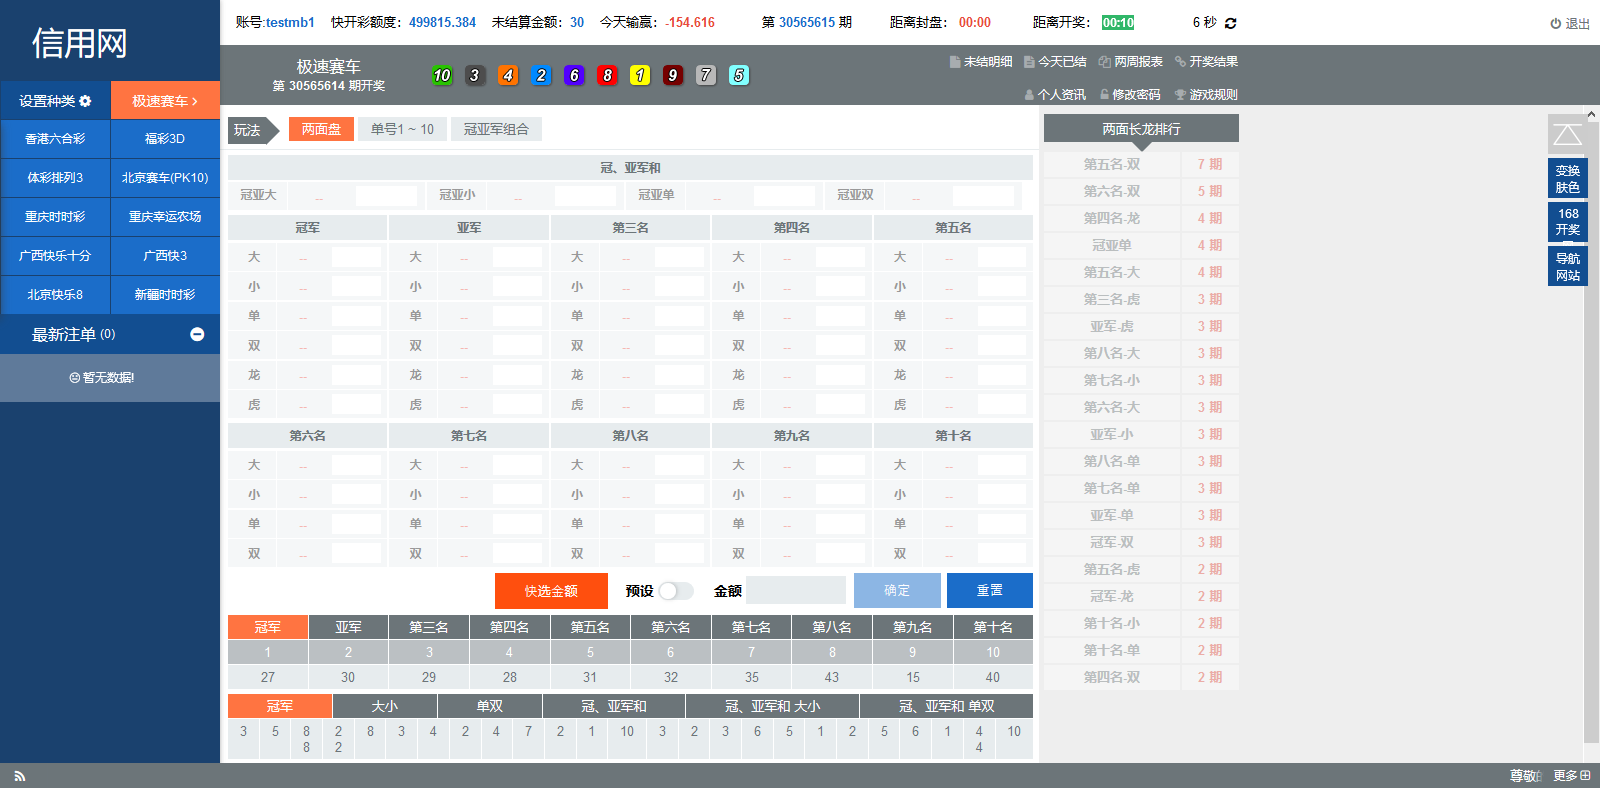 信用网
账号:testmb1 快开彩额度: 499815.384 未结算金额: 30 今天输赢: -154.616 第 30565615 期 距离封盘: 00:00 距离开奖: 00:10 6 秒 退出
极速赛车
第 30565614 期开奖
10 3 4 2 6 8 1 9 7 5
未结明细 今天已结 两周报表 开奖结果
个人资讯 修改密码 游戏规则
设置种类 极速赛车
香港六合彩 福彩3D
体彩排列3 北京赛车(PK10)
重庆时时彩 重庆幸运农场
广西快乐十分 广西快3
北京快乐8 新疆时时彩
最新注单 (0)
暂无数据!
玩法 两面盘 单号1 ~ 10 冠亚军组合
冠、亚军和
冠亚大 -- 冠亚小 -- 冠亚单 -- 冠亚双 --
冠军 亚军 第三名 第四名 第五名
大 -- 大 -- 大 -- 大 -- 大 --
小 -- 小 -- 小 -- 小 -- 小 --
单 -- 单 -- 单 -- 单 -- 单 --
双 -- 双 -- 双 -- 双 -- 双 --
龙 -- 龙 -- 龙 -- 龙 -- 龙 --
虎 -- 虎 -- 虎 -- 虎 -- 虎 --
第六名 第七名 第八名 第九名 第十名
大 -- 大 -- 大 -- 大 -- 大 --
小 -- 小 -- 小 -- 小 -- 小 --
单 -- 单 -- 单 -- 单 -- 单 --
双 -- 双 -- 双 -- 双 -- 双 --
快选金额 预设 金额 确定 重置
冠军 亚军 第三名 第四名 第五名 第六名 第七名 第八名 第九名 第十名
1 2 3 4 5 6 7 8 9 10
27 30 29 28 31 32 35 43 15 40
冠军 大小 单双 冠、亚军和 冠、亚军和 大小 冠、亚军和 单双
3 5 8 2 8 3 4 2 4 7 2 1 10 3 2 3 6 5 1 2 5 6 1 4 10
8 2 4
两面长龙排行
第五名-双 7 期
第六名-双 5 期
第四名-龙 4 期
冠亚单 4 期
第五名-大 4 期
第三名-虎 3 期
亚军-虎 3 期
第八名-大 3 期
第七名-小 3 期
第六名-大 3 期
亚军-小 3 期
第八名-单 3 期
第七名-单 3 期
亚军-单 3 期
冠军-双 3 期
第五名-虎 2 期
冠军-龙 2 期
第十名-小 2 期
第十名-单 2 期
第四名-双 2 期
变换
肤色
168
开奖
导航
网站
尊敬 更多